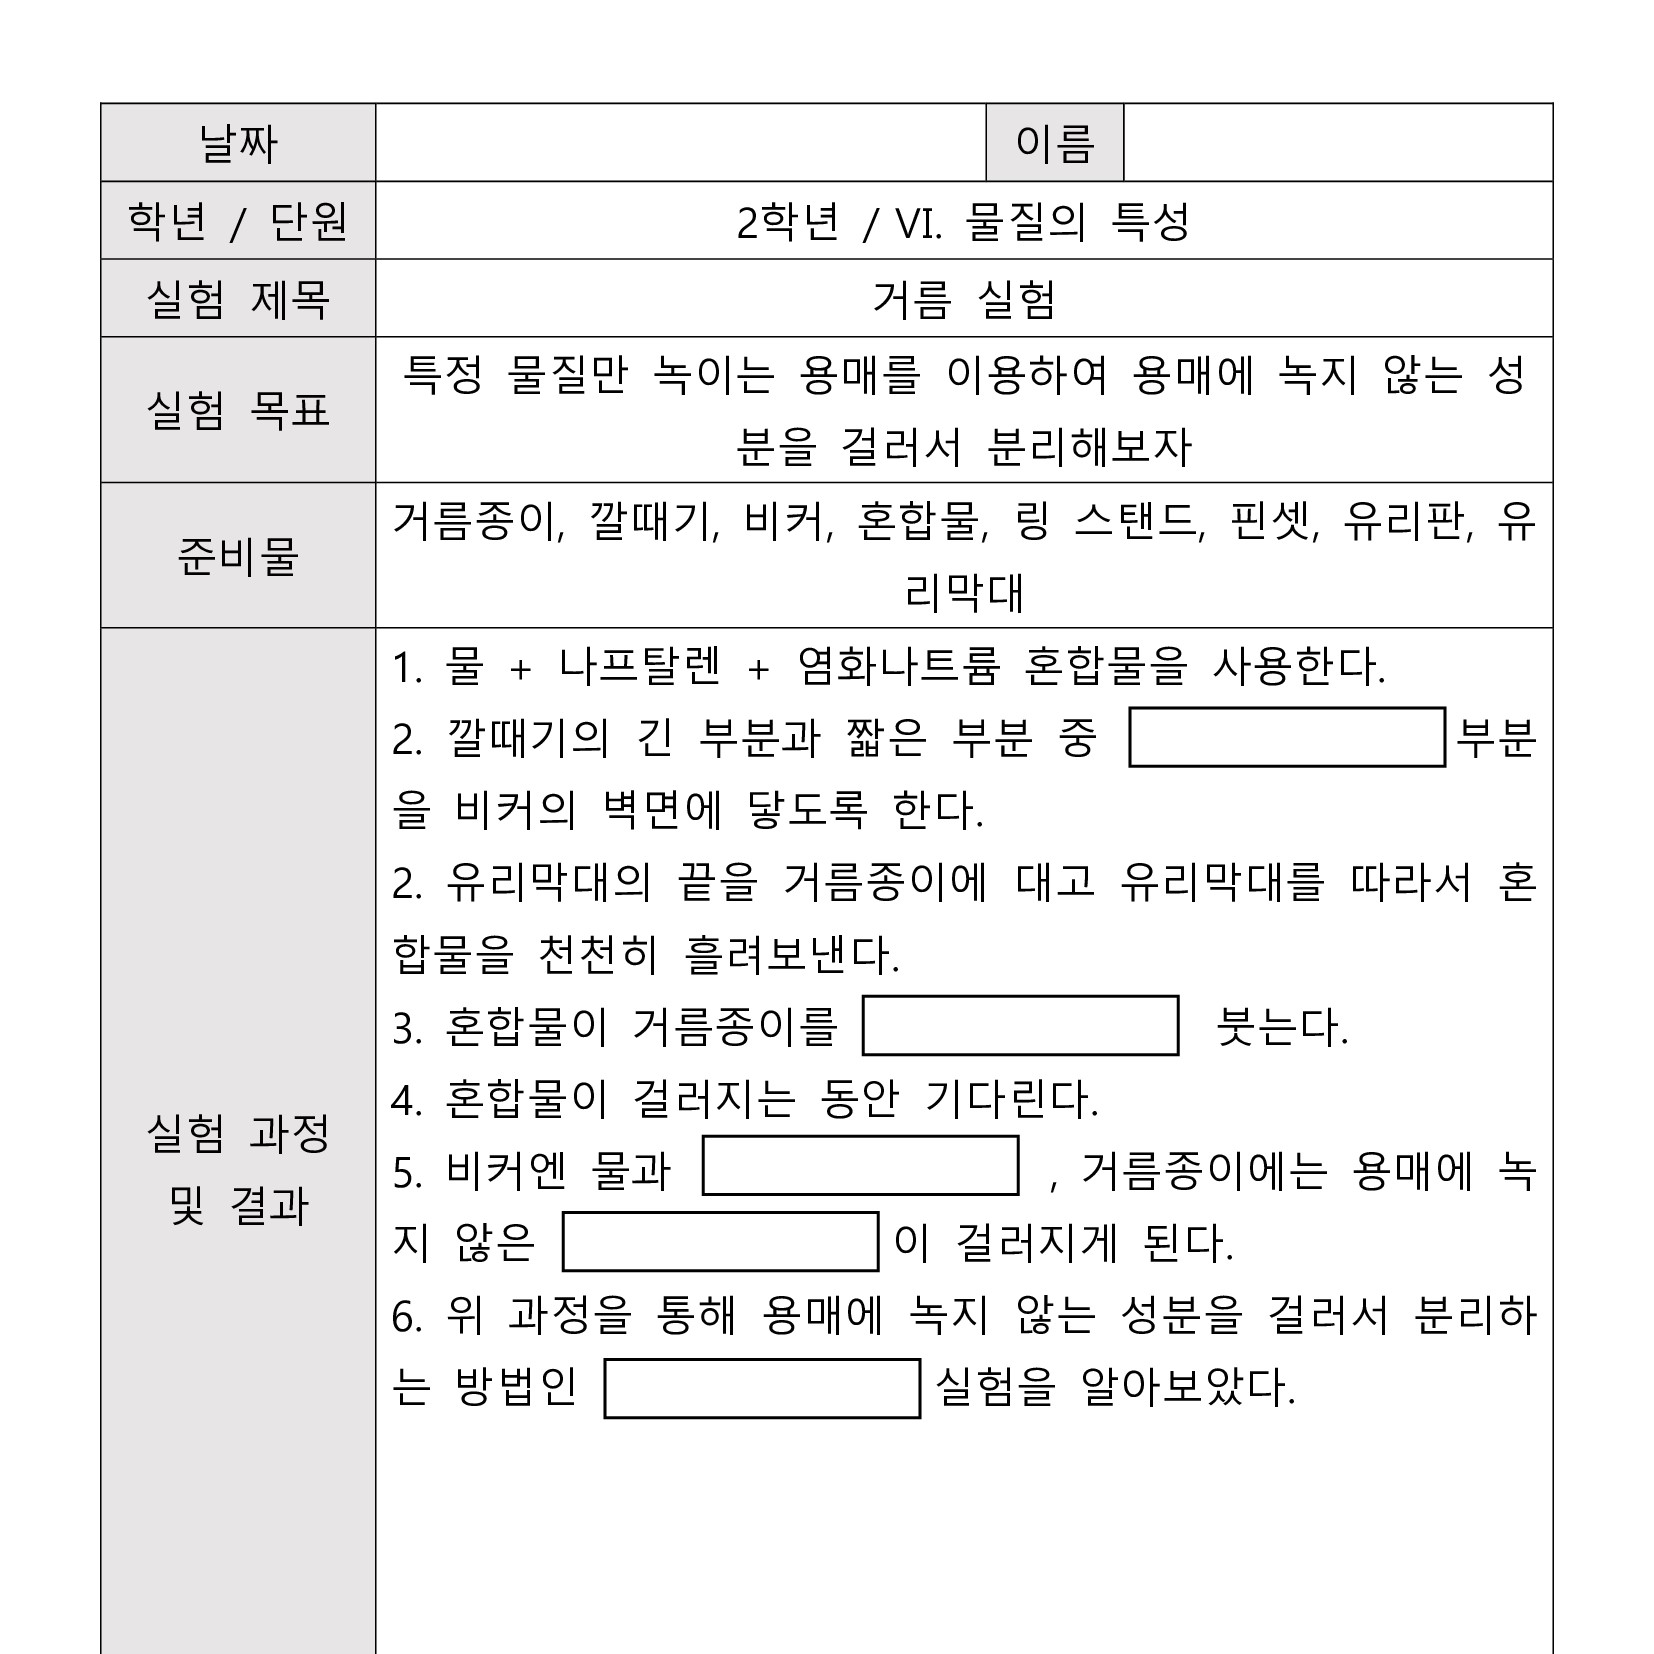 날짜 이름
학년 / 단원 2학년 / VI. 물질의 특성
실험 제목 거름 실험
실험 목표
특정 물질만 녹이는 용매를 이용하여 용매에 녹지 않는 성
분을 걸러서 분리해보자
준비물
거름종이, 깔때기, 비커, 혼합물, 링 스탠드, 핀셋, 유리판, 유
리막대
실험 과정
및 결과
1. 물 + 나프탈렌 + 염화나트륨 혼합물을 사용한다.
2. 깔때기의 긴 부분과 짧은 부분 중 부분
을 비커의 벽면에 닿도록 한다.
2. 유리막대의 끝을 거름종이에 대고 유리막대를 따라서 혼
합물을 천천히 흘려보낸다.
3. 혼합물이 거름종이를 붓는다.
4. 혼합물이 걸러지는 동안 기다린다.
5. 비커엔 물과 , 거름종이에는 용매에 녹
지 않은 이 걸러지게 된다.
6. 위 과정을 통해 용매에 녹지 않는 성분을 걸러서 분리하
는 방법인 실험을 알아보았다.